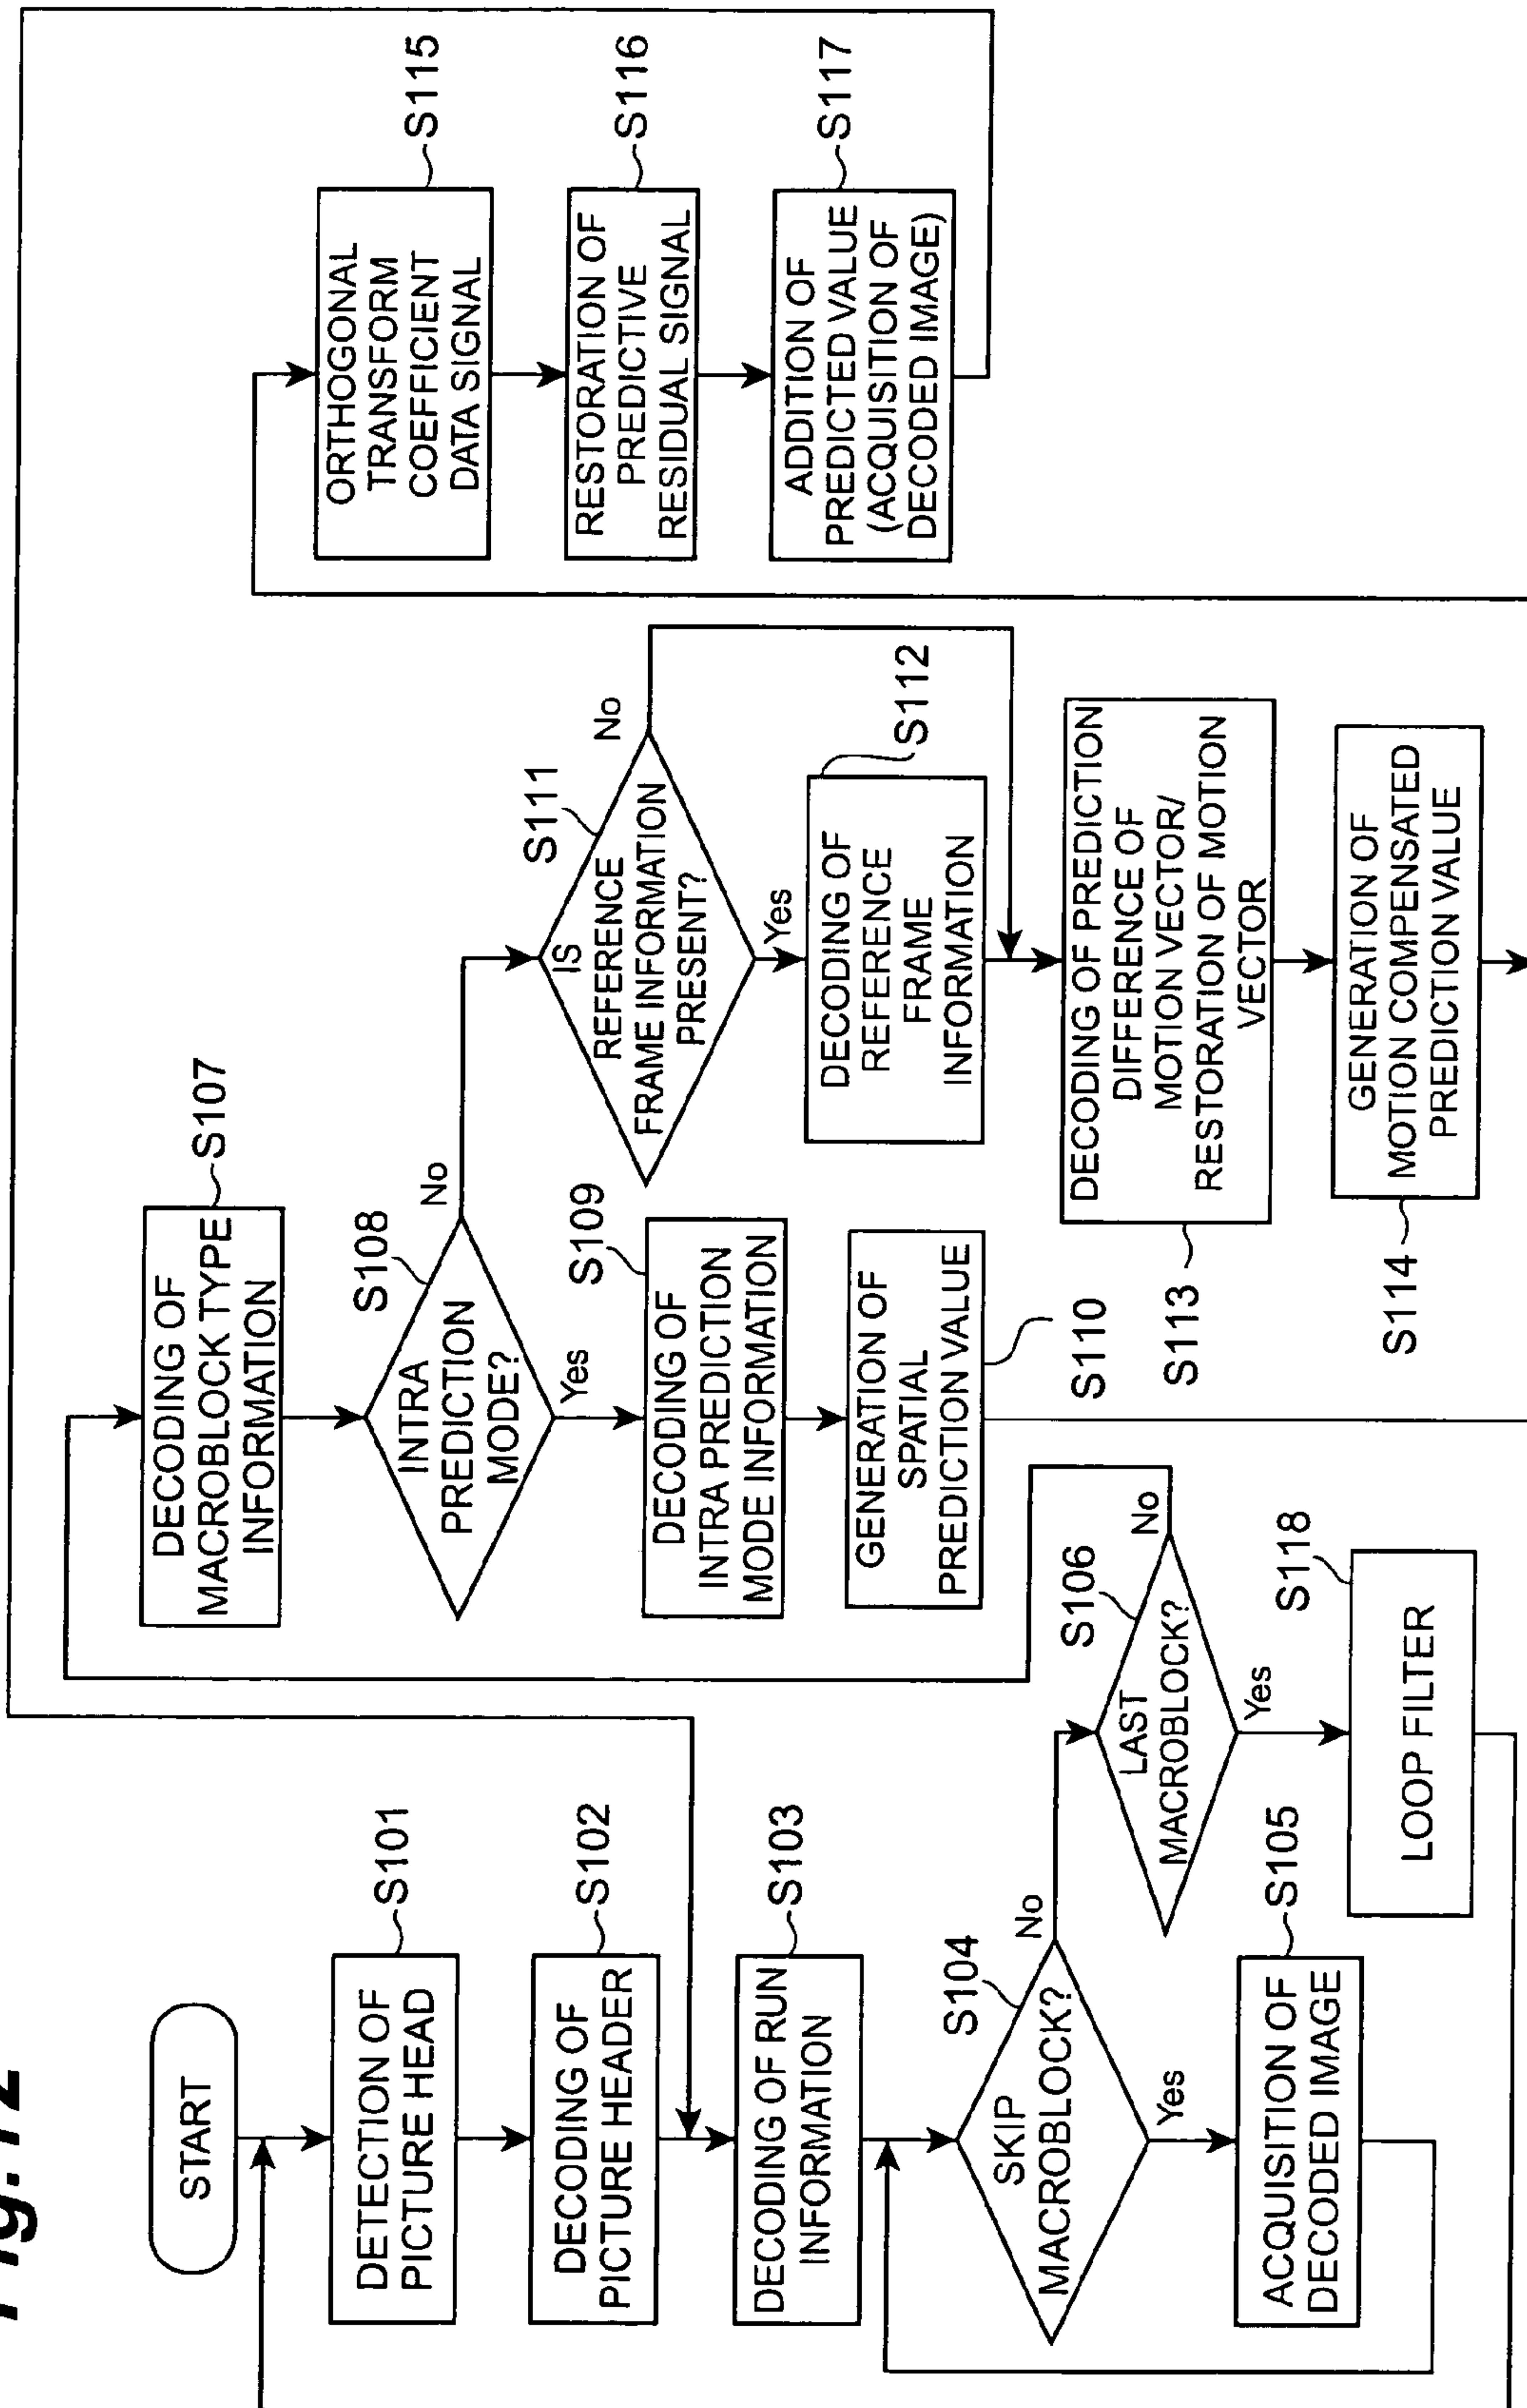 Fig.12
START
DETECTION OF
PICTURE HEAD
S101
DECODING OF
PICTURE HEADER
S102
DECODING OF RUN
INFORMATION
S103
SKIP
MACROBLOCK?
S104
No
Yes
ACQUISITION OF
DECODED IMAGE
S105
LAST
MACROBLOCK?
S106
No
Yes
LOOP FILTER
S118
DECODING OF
MACROBLOCK TYPE
INFORMATION
S107
INTRA
PREDICTION
MODE?
S108
No
Yes
DECODING OF
INTRA PREDICTION
MODE INFORMATION
S109
GENERATION OF
SPATIAL
PREDICTION VALUE
S110
IS
REFERENCE
FRAME INFORMATION
PRESENT?
S111
No
Yes
DECODING OF
REFERENCE
FRAME
INFORMATION
S112
DECODING OF PREDICTION
DIFFERENCE OF
MOTION VECTOR/
RESTORATION OF MOTION
VECTOR
S113
GENERATION OF
MOTION COMPENSATED
PREDICTION VALUE
S114
ORTHOGONAL
TRANSFORM
COEFFICIENT
DATA SIGNAL
S115
RESTORATION OF
PREDICTIVE
RESIDUAL SIGNAL
S116
ADDITION OF
PREDICTED VALUE
(ACQUISITION OF
DECODED IMAGE)
S117